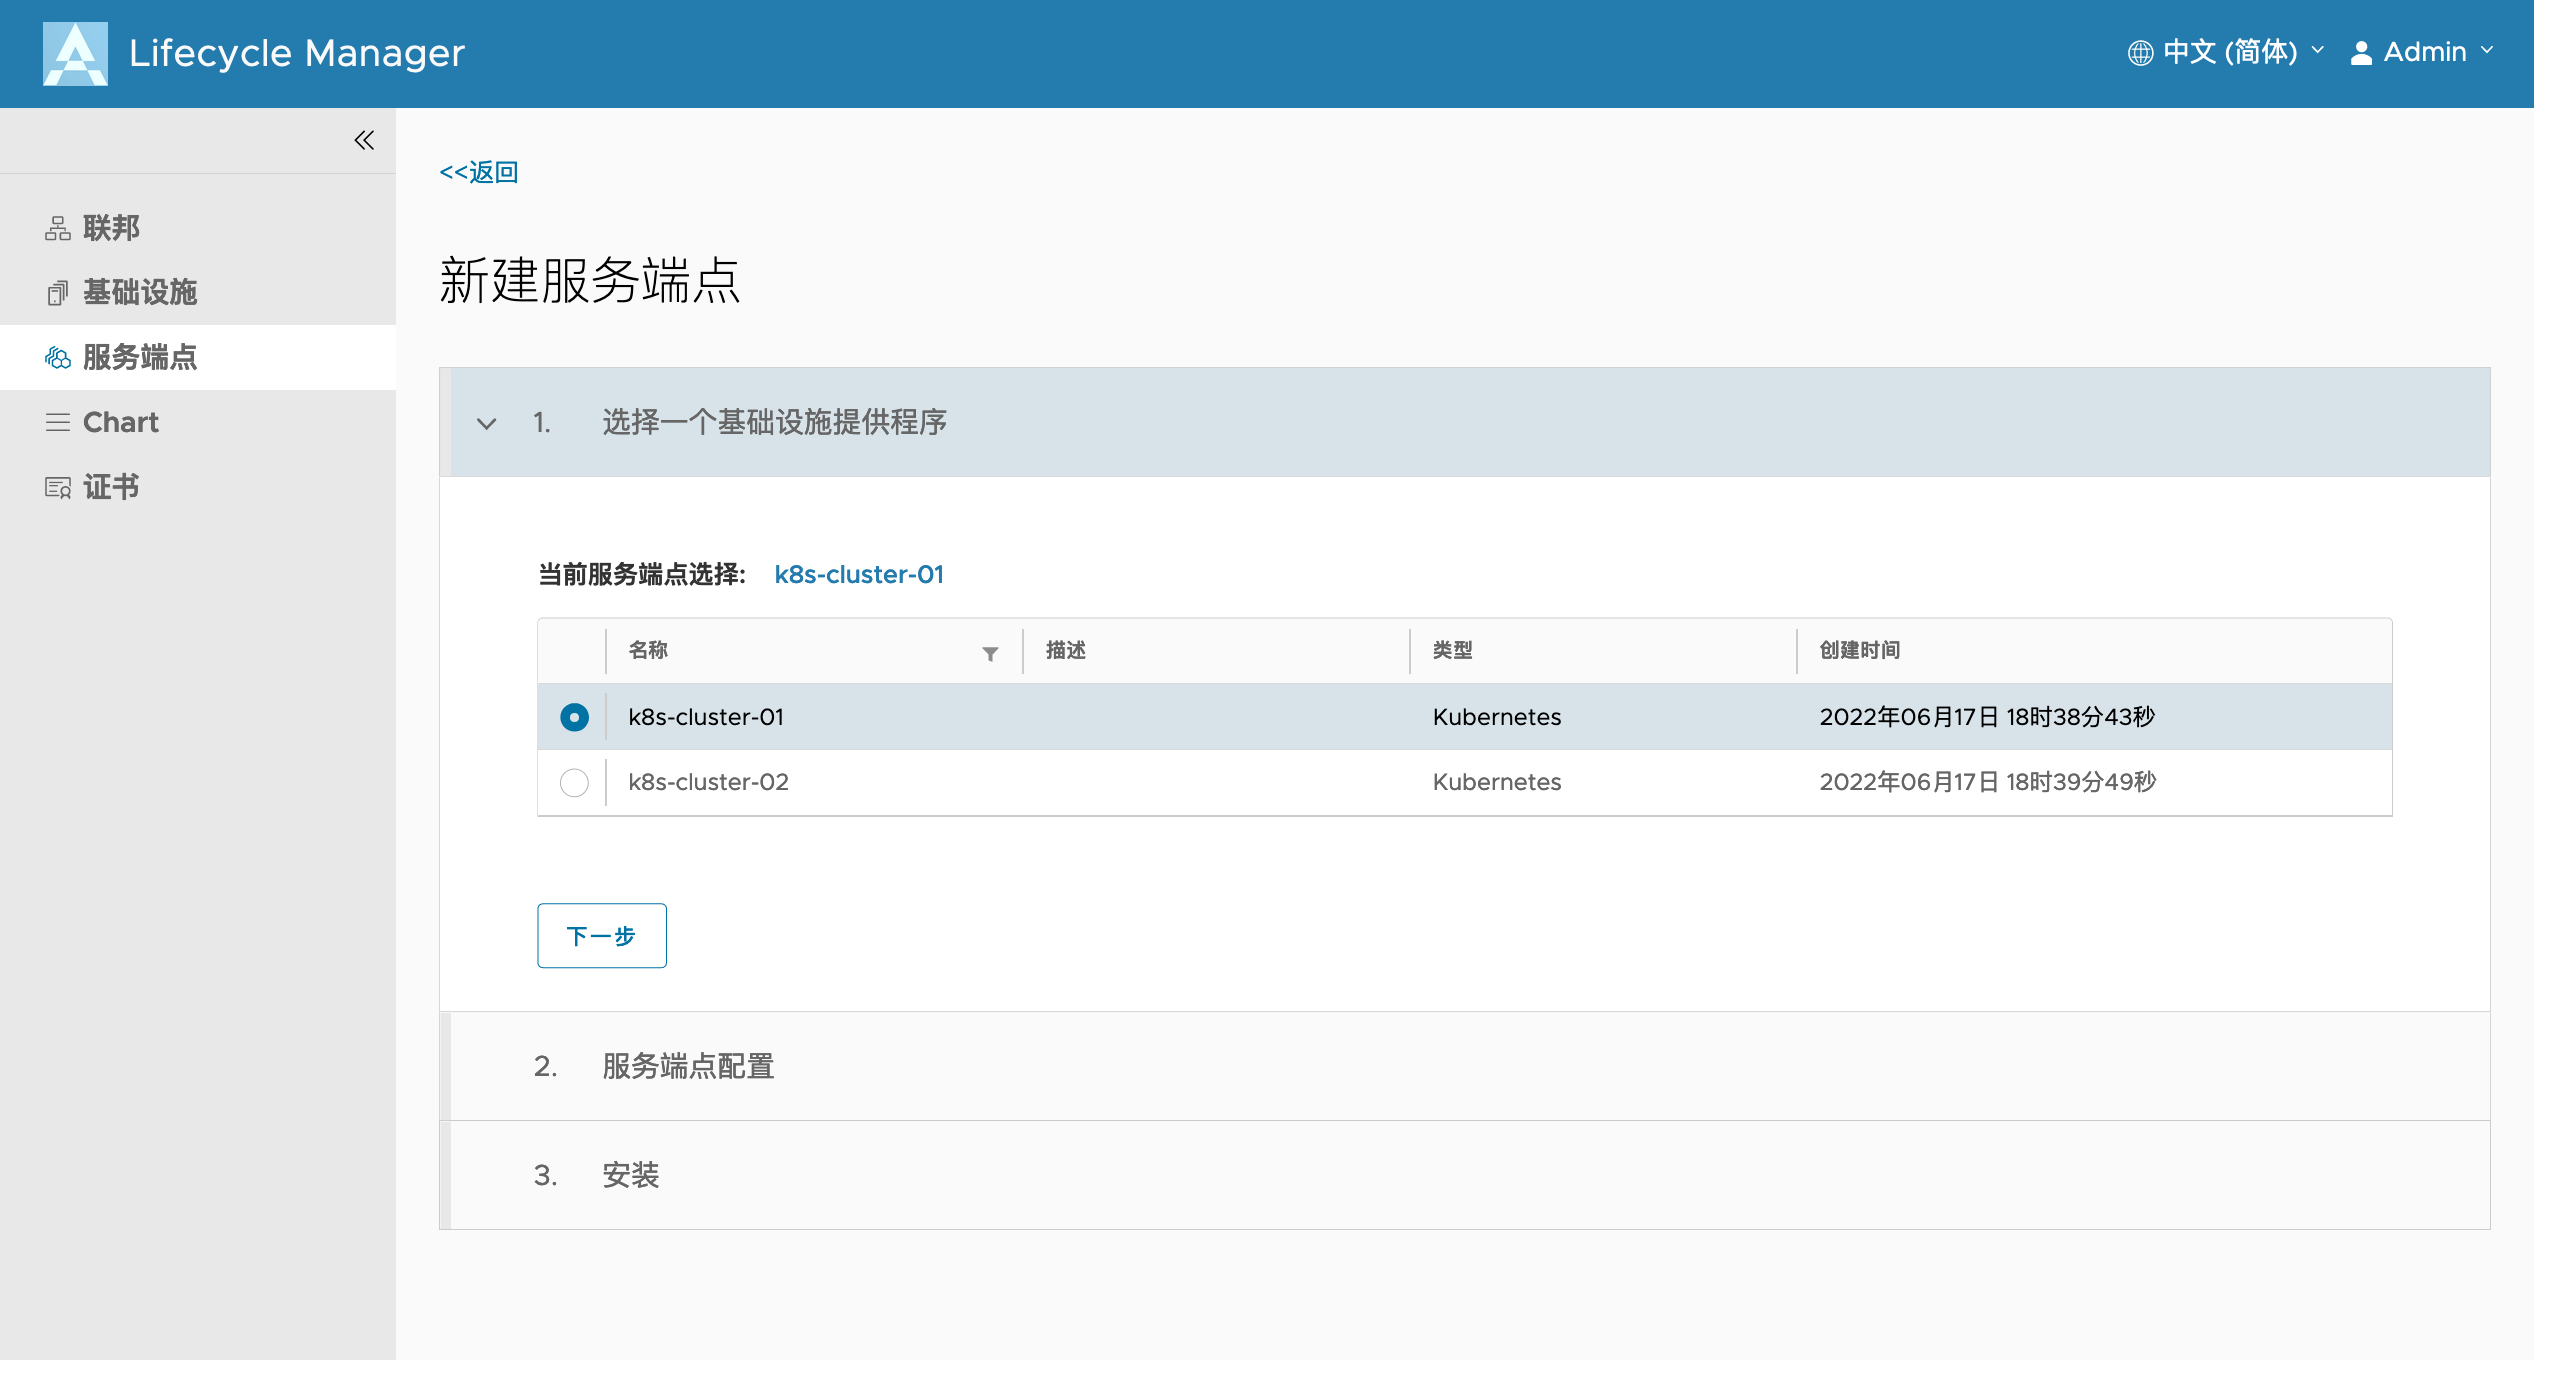 Lifecycle Manager
中文 (简体)
Admin
联邦
基础设施
服务端点
Chart
证书
<<返回
新建服务端点
1. 选择一个基础设施提供程序
当前服务端点选择: k8s-cluster-01
名称 描述 类型 创建时间
k8s-cluster-01 Kubernetes 2022年06月17日 18时38分43秒
k8s-cluster-02 Kubernetes 2022年06月17日 18时39分49秒
下一步
2. 服务端点配置
3. 安装